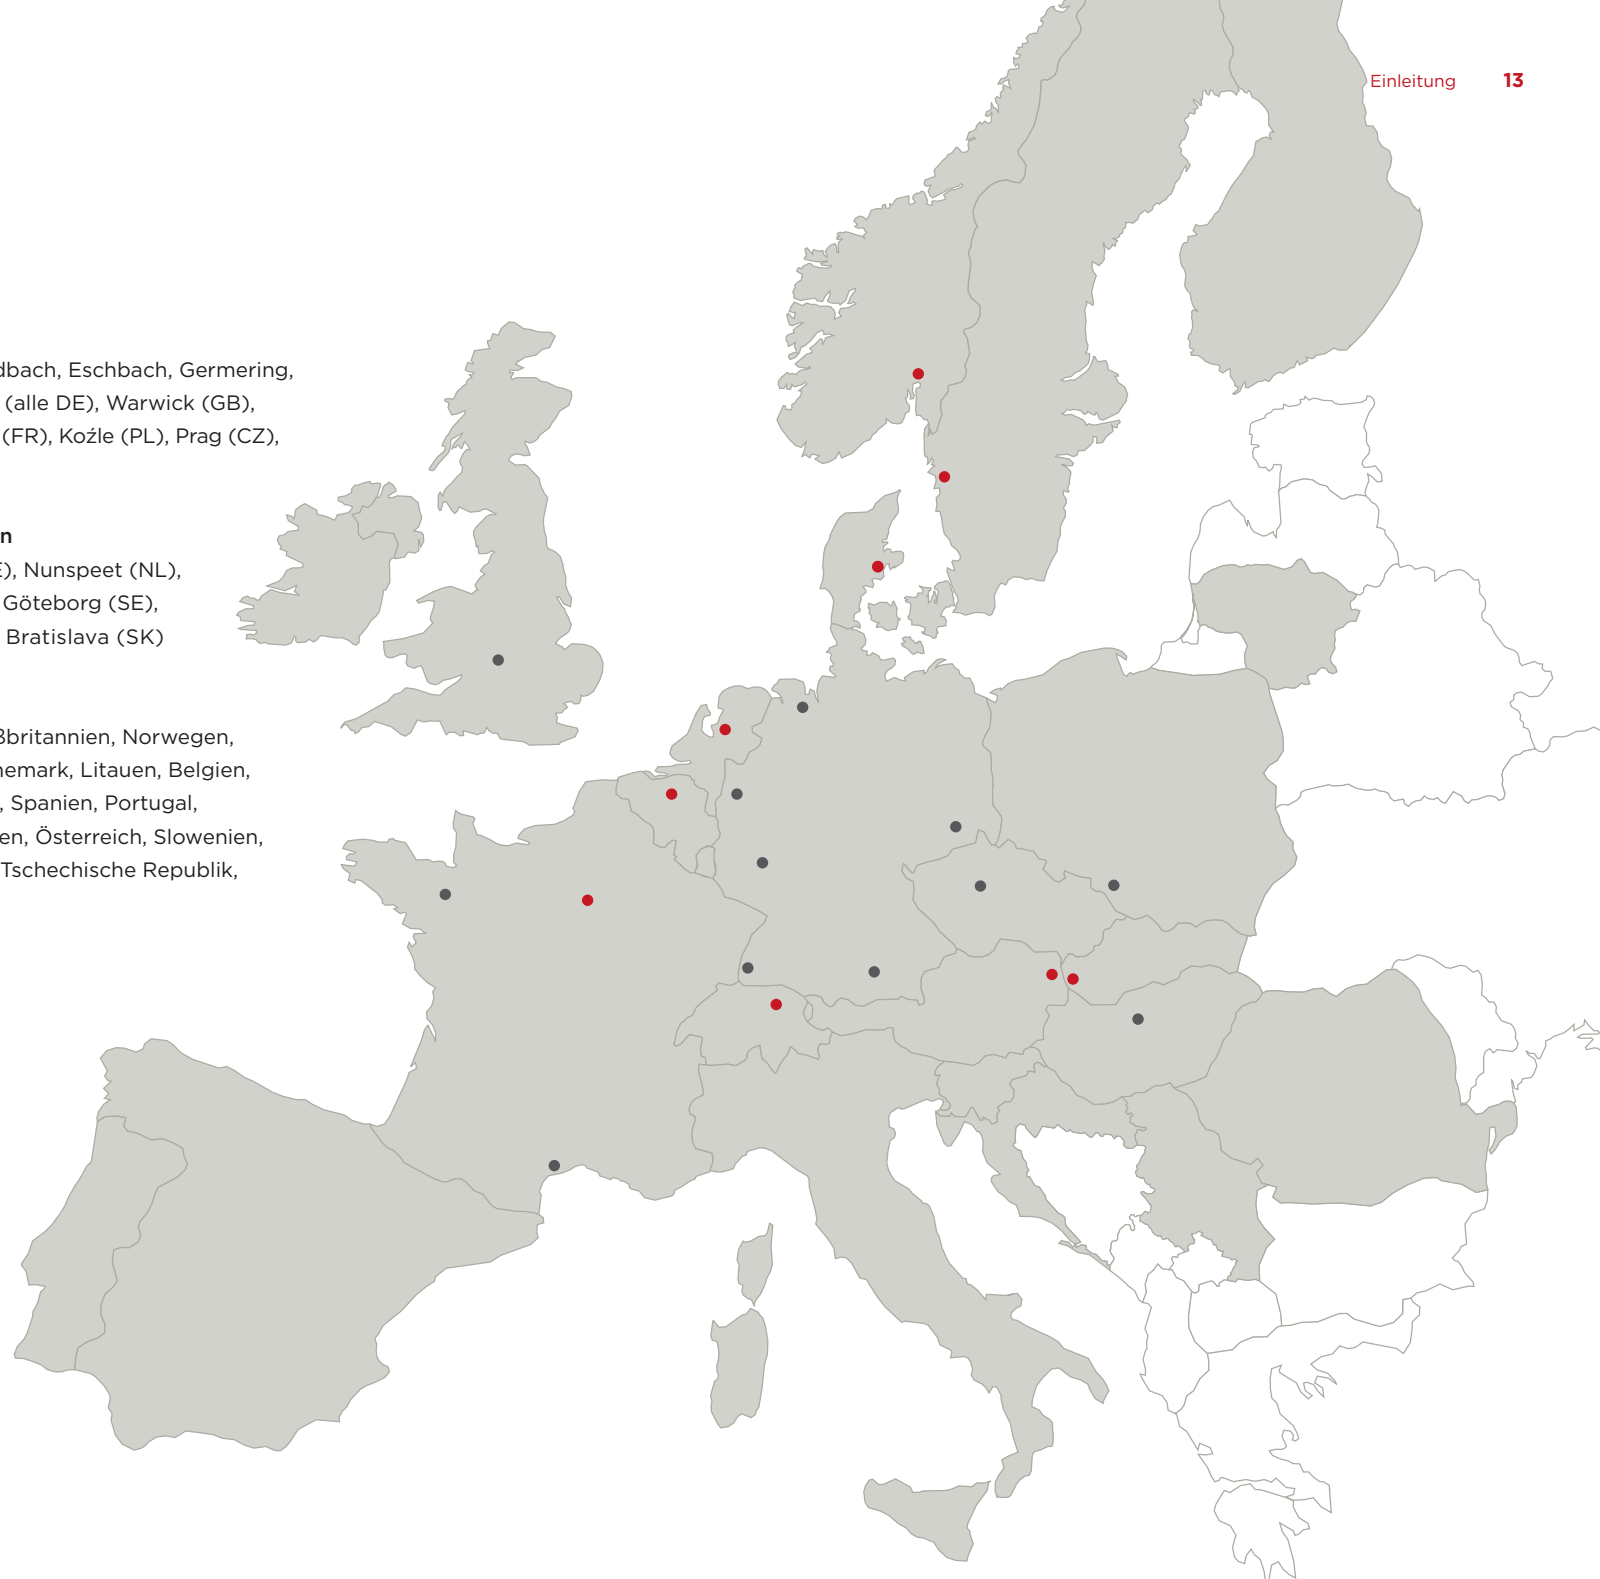 Einleitung 13
dbach, Eschbach, Germering,
(alle DE), Warwick (GB),
(FR), Koźle (PL), Prag (CZ),
n
E), Nunspeet (NL),
Göteborg (SE),
Bratislava (SK)
ßbritannien, Norwegen,
nemark, Litauen, Belgien,
, Spanien, Portugal,
en, Österreich, Slowenien,
Tschechische Republik,